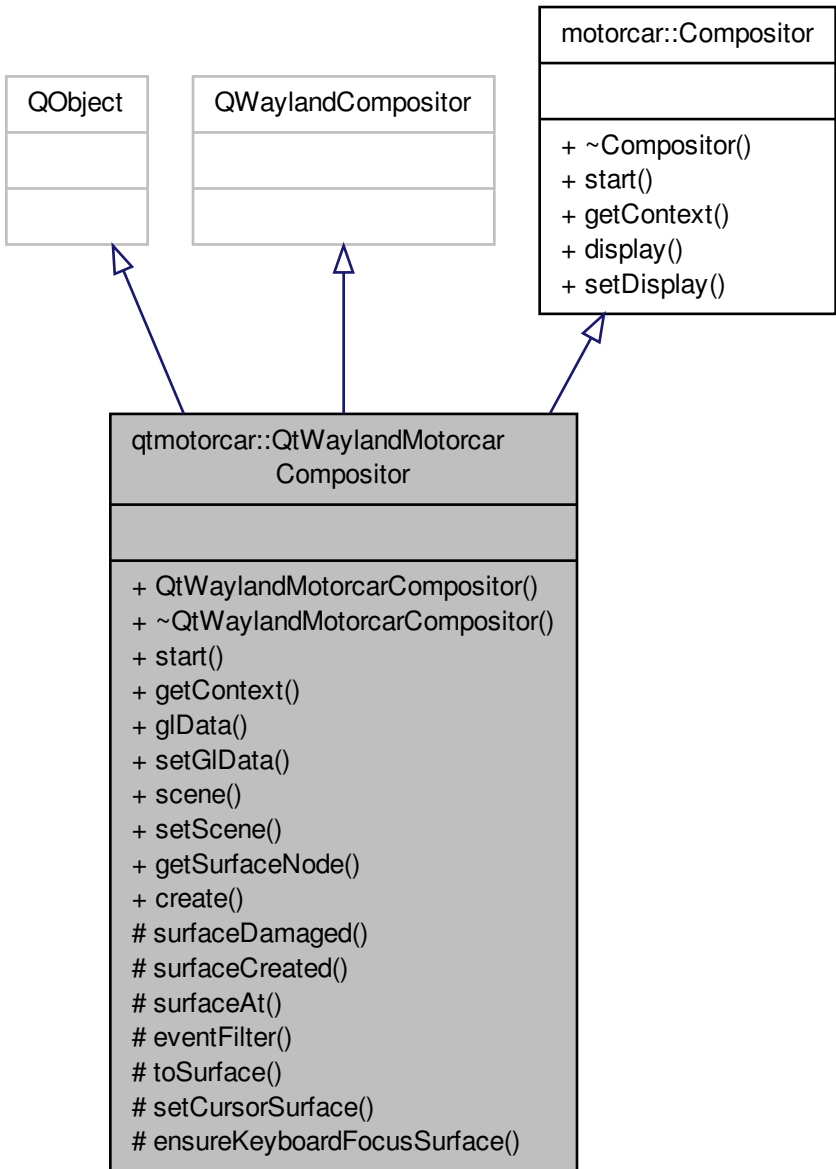 QObject
QWaylandCompositor
motorcar::Compositor
+ ~Compositor()
+ start()
+ getContext()
+ display()
+ setDisplay()
qtmotorcar::QtWaylandMotorcar
Compositor
+ QtWaylandMotorcarCompositor()
+ ~QtWaylandMotorcarCompositor()
+ start()
+ getContext()
+ glData()
+ setGlData()
+ scene()
+ setScene()
+ getSurfaceNode()
+ create()
# surfaceDamaged()
# surfaceCreated()
# surfaceAt()
# eventFilter()
# toSurface()
# setCursorSurface()
# ensureKeyboardFocusSurface()